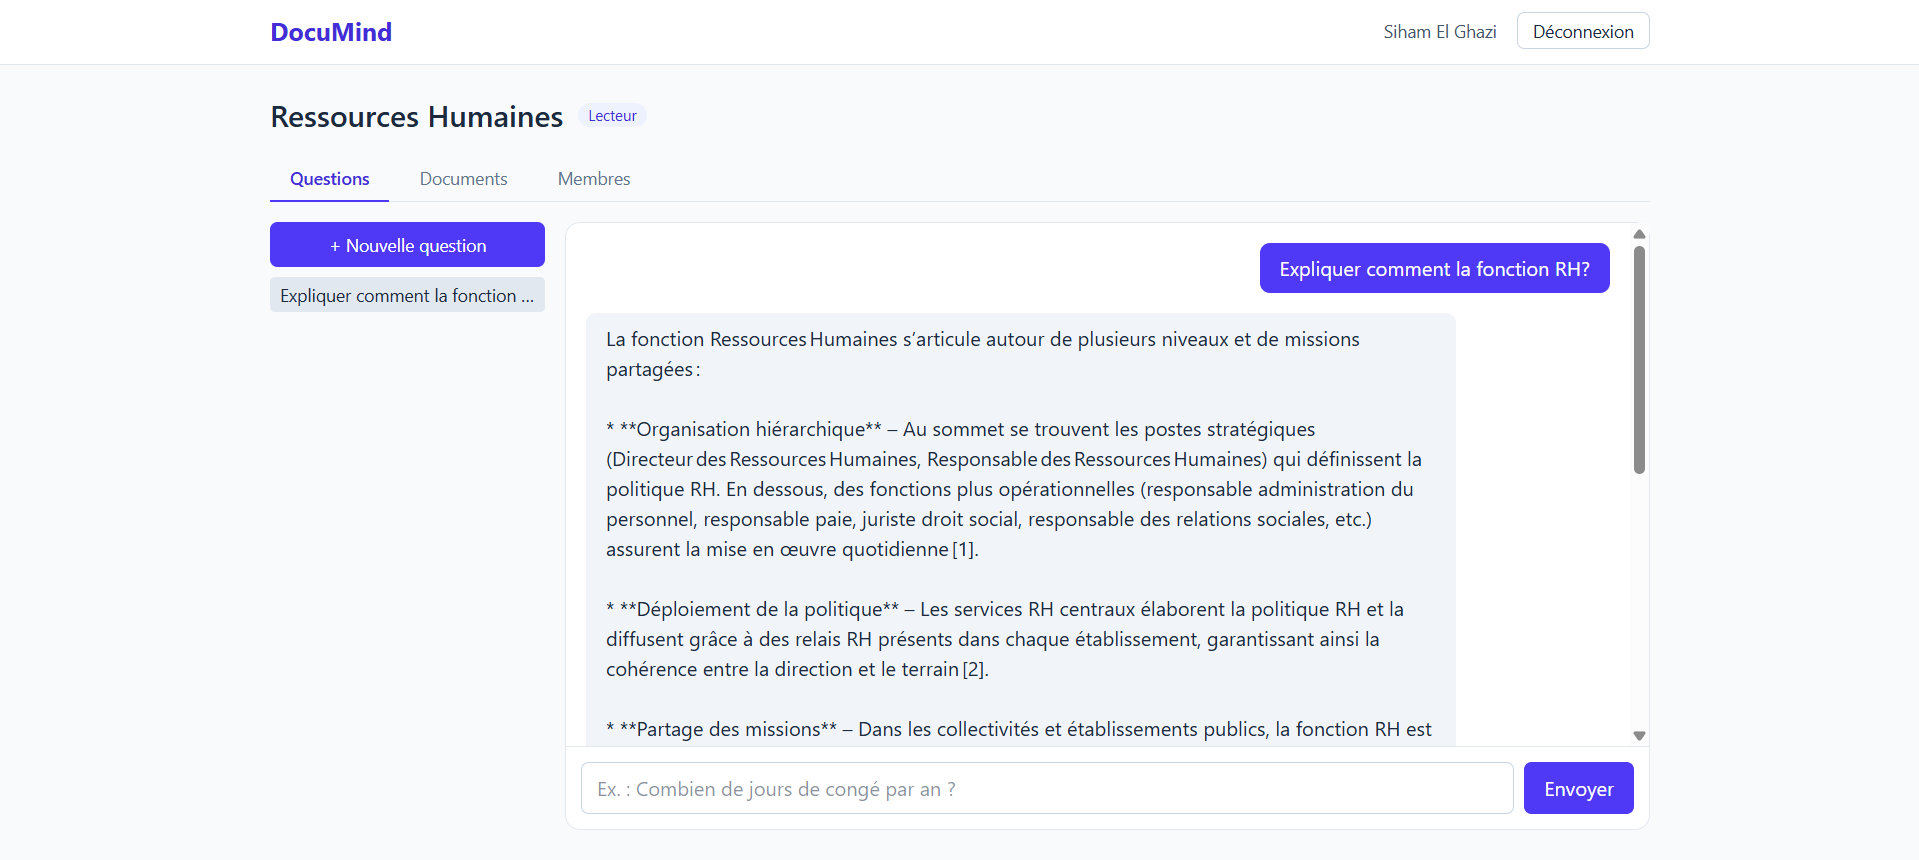 DocuMind
Siham El Ghazi
Déconnexion
Ressources Humaines
Lecteur
Questions
Documents
Membres
+ Nouvelle question
Expliquer comment la fonction ...
Expliquer comment la fonction RH?
La fonction Ressources Humaines s’articule autour de plusieurs niveaux et de missions
partagées :
* **Organisation hiérarchique** – Au sommet se trouvent les postes stratégiques
(Directeur des Ressources Humaines, Responsable des Ressources Humaines) qui définissent la
politique RH. En dessous, des fonctions plus opérationnelles (responsable administration du
personnel, responsable paie, juriste droit social, responsable des relations sociales, etc.)
assurent la mise en œuvre quotidienne [1].
* **Déploiement de la politique** – Les services RH centraux élaborent la politique RH et la
diffusent grâce à des relais RH présents dans chaque établissement, garantissant ainsi la
cohérence entre la direction et le terrain [2].
* **Partage des missions** – Dans les collectivités et établissements publics, la fonction RH est
Ex. : Combien de jours de congé par an ?
Envoyer